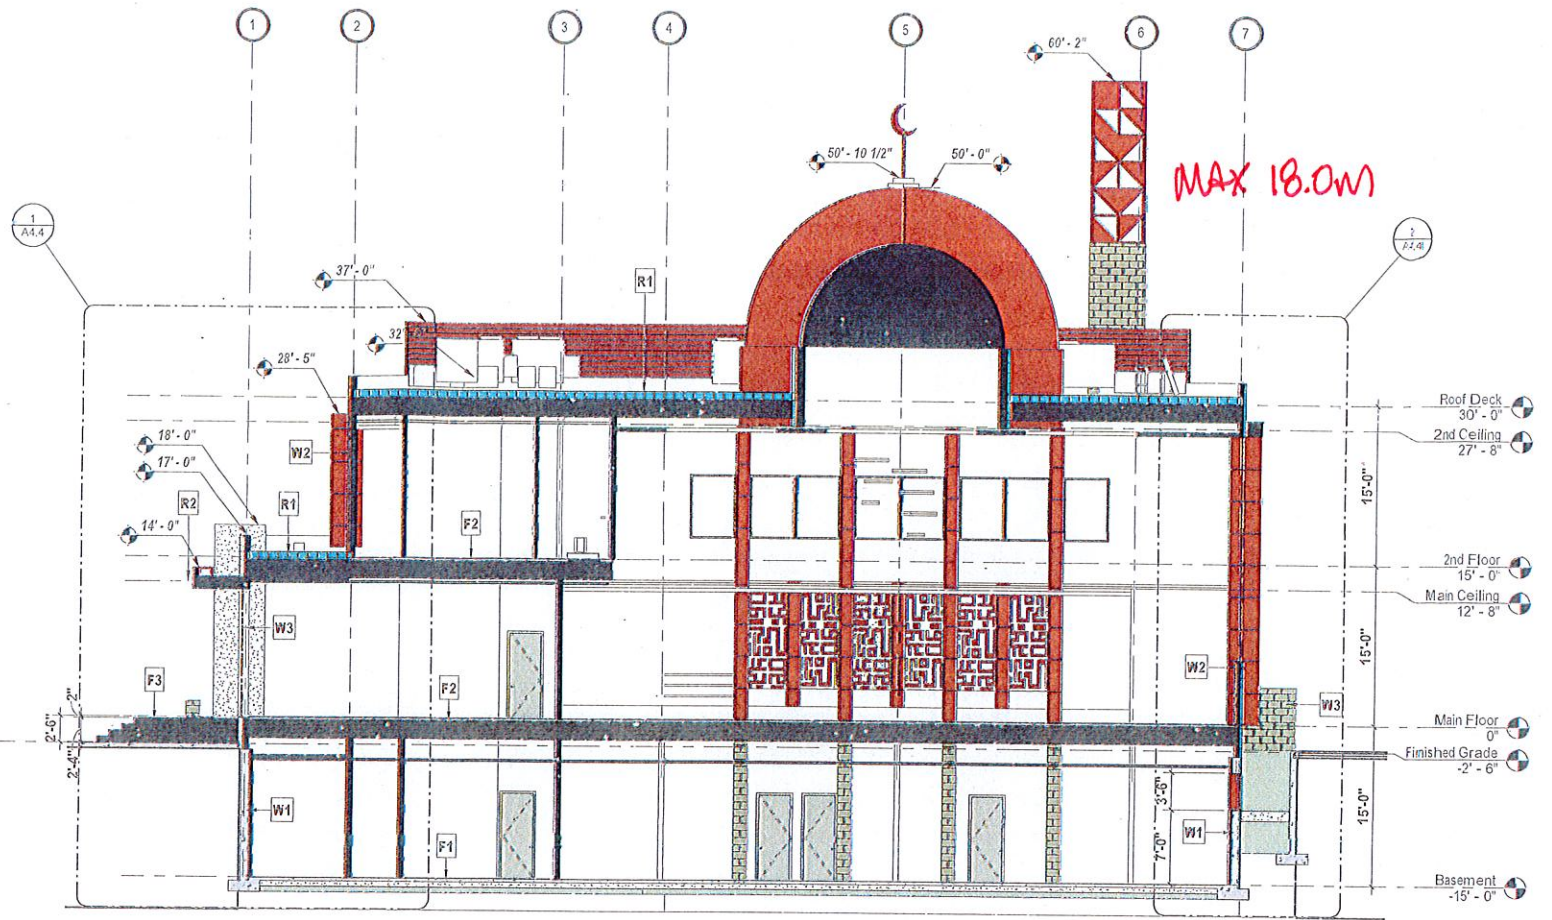 1 2 3 4 5 6 7
60' - 2"
50' - 10 1/2" 50' - 0"
MAX 18.0m
1
A4.4
2
37' - 0"
R1
32'
28' - 5"
Roof Deck
30' - 0"
2nd Ceiling
27' - 8"
18' - 0"
W2
17' - 0"
15'-0"
R2 R1
14' - 0"
F2
2nd Floor
15' - 0"
Main Ceiling
12' - 8"
W3
15'-0"
W2
F3 F2
W3
2'-6"
Main Floor
0"
2'-4"
Finished Grade
-2' - 6"
3'-6"
W1
15'-0"
W1
7'-0"
F1
Basement
-15' - 0"